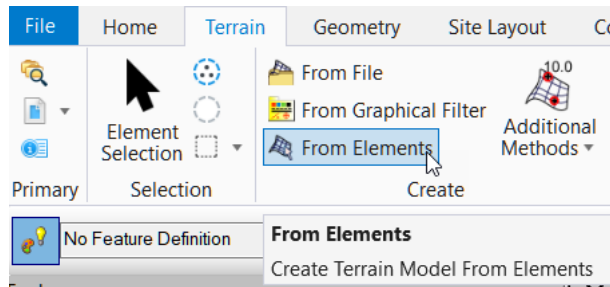 File Home Terrain Geometry Site Layout
From File
From Graphical Filter
From Elements
Element
Selection
10.0
Additional
Methods
Primary Selection Create
No Feature Definition
From Elements
Create Terrain Model From Elements